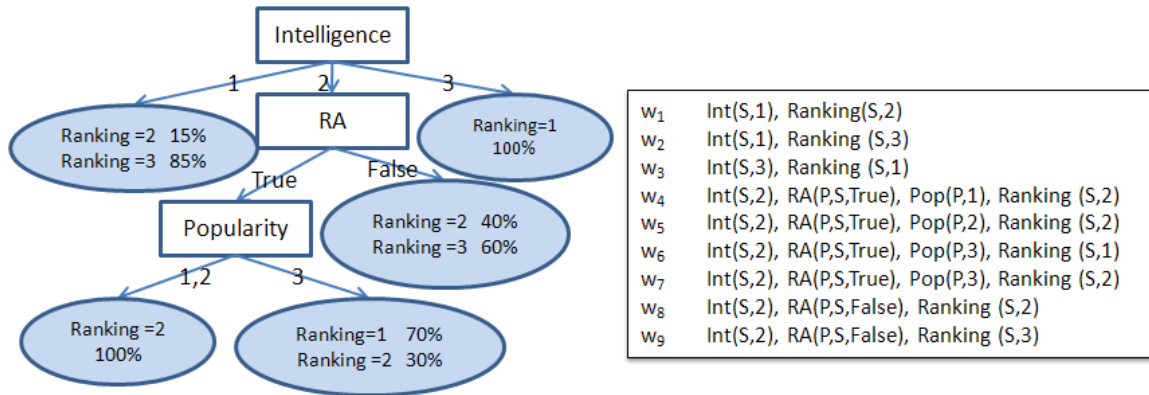 Intelligence
1
2
3
Ranking =2 15%
Ranking =3 85%
RA
Ranking=1
100%
True
False
Popularity
Ranking =2 40%
Ranking =3 60%
1,2
3
Ranking =2
100%
Ranking=1 70%
Ranking =2 30%
w1 Int(S,1), Ranking(S,2)
w2 Int(S,1), Ranking (S,3)
w3 Int(S,3), Ranking (S,1)
w4 Int(S,2), RA(P,S,True), Pop(P,1), Ranking (S,2)
w5 Int(S,2), RA(P,S,True), Pop(P,2), Ranking (S,2)
w6 Int(S,2), RA(P,S,True), Pop(P,3), Ranking (S,1)
w7 Int(S,2), RA(P,S,True), Pop(P,3), Ranking (S,2)
w8 Int(S,2), RA(P,S,False), Ranking (S,2)
w9 Int(S,2), RA(P,S,False), Ranking (S,3)